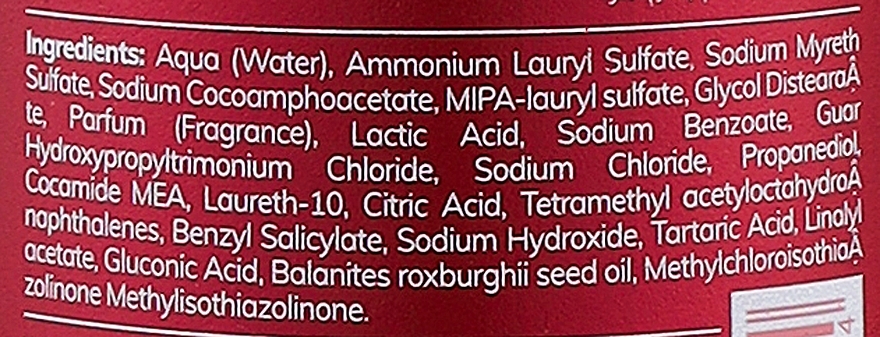 Ingredients: Aqua (Water), Ammonium Lauryl Sulfate, Sodium Myreth
Sulfate, Sodium Cocoamphoacetate, MIPA-lauryl sulfate, Glycol DistearaÂ
te, Parfum (Fragrance), Lactic Acid, Sodium Benzoate, Guar
Hydroxypropyltrimonium Chloride, Sodium Chloride, Propanediol,
Cocamide MEA, Laureth-10, Citric Acid, Tetramethyl acetyloctahydroÂ
naphthalenes, Benzyl Salicylate, Sodium Hydroxide, Tartaric Acid, Linalyl
acetate, Gluconic Acid, Balanites roxburghii seed oil, MethylchloroisothiaÂ
zolinone Methylisothiazolinone.